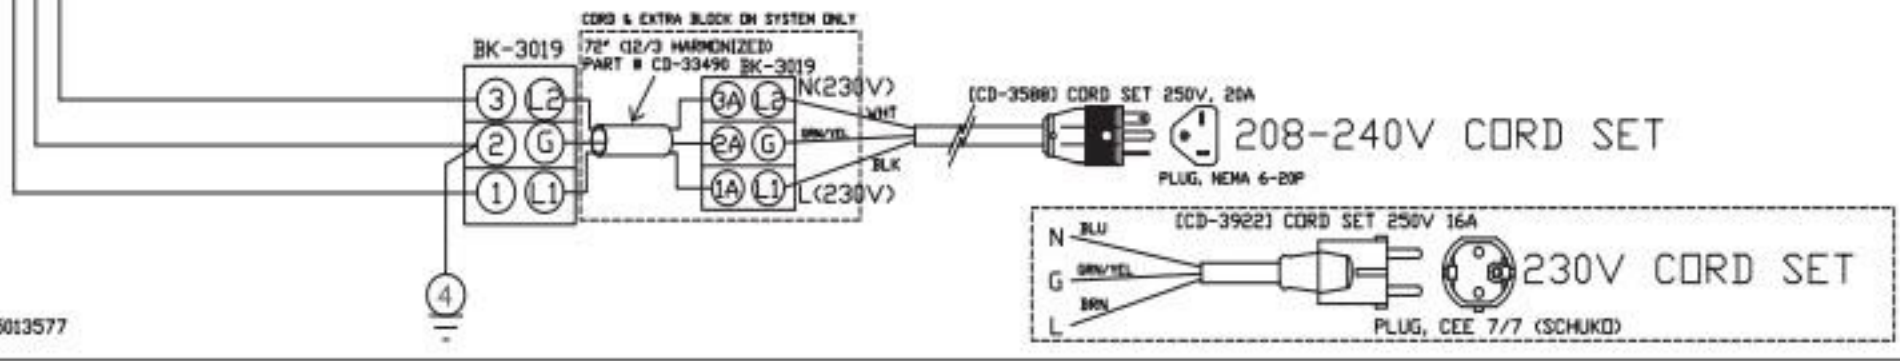 CORD & EXTRA BLOCK ON SYSTEM ONLY
BK-3019
72" (12/3 HARMONIZED)
PART # CD-33490
BK-3019
3 L2
2 G
1 L1
3A L2
2A G
1A L1
N(230V)
WHT
GRN/YEL
BLK
L(230V)
[CD-3588] CORD SET 250V, 20A
208-240V CORD SET
PLUG, NEMA 6-20P
4
[CD-3922] CORD SET 250V 16A
N BLU
G GRN/YEL
L BRN
230V CORD SET
PLUG, CEE 7/7 (SCHUKO)
6013577